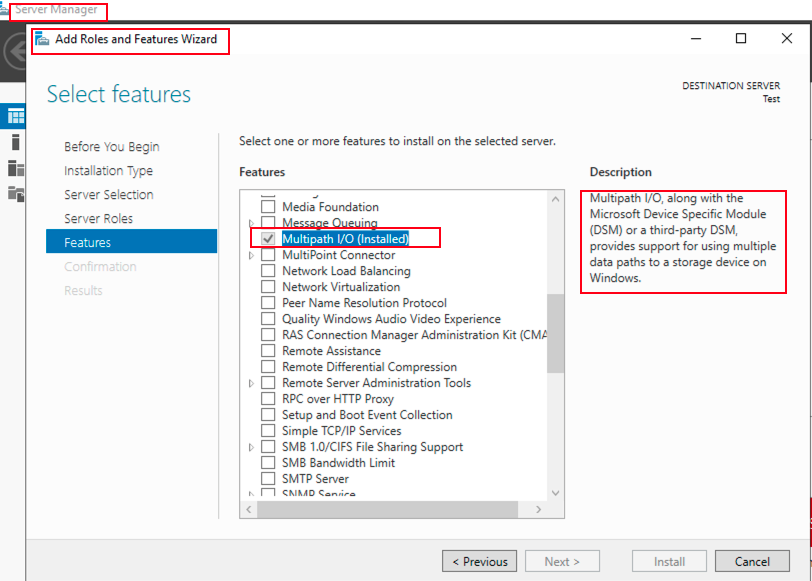 Server Manager
Add Roles and Features Wizard
Select features
DESTINATION SERVER
Test
Before You Begin
Installation Type
Server Selection
Server Roles
Features
Confirmation
Results
Select one or more features to install on the selected server.
Features
Media Foundation
Message Queuing
Multipath I/O (Installed)
MultiPoint Connector
Network Load Balancing
Network Virtualization
Peer Name Resolution Protocol
Quality Windows Audio Video Experience
RAS Connection Manager Administration Kit (CMA
Remote Assistance
Remote Differential Compression
Remote Server Administration Tools
RPC over HTTP Proxy
Setup and Boot Event Collection
Simple TCP/IP Services
SMB 1.0/CIFS File Sharing Support
SMB Bandwidth Limit
SMTP Server
SNMP Service
Description
Multipath I/O, along with the
Microsoft Device Specific Module
(DSM) or a third-party DSM,
provides support for using multiple
data paths to a storage device on
Windows.
< Previous
Next >
Install
Cancel